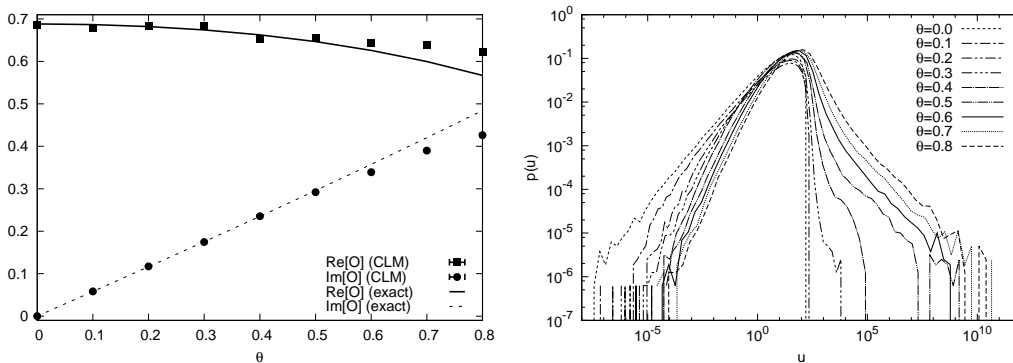 0.7
0.6
0.5
0.4
0.3
0.2
0.1
0
0 0.1 0.2 0.3 0.4 0.5 0.6 0.7 0.8
θ
Re[O] (CLM)
Im[O] (CLM)
Re[O] (exact)
Im[O] (exact)
10^0
10^-1
10^-2
10^-3
10^-4
10^-5
10^-6
10^-7
p(u)
10^-5 10^0 10^5 10^10
u
θ=0.0
θ=0.1
θ=0.2
θ=0.3
θ=0.4
θ=0.5
θ=0.6
θ=0.7
θ=0.8